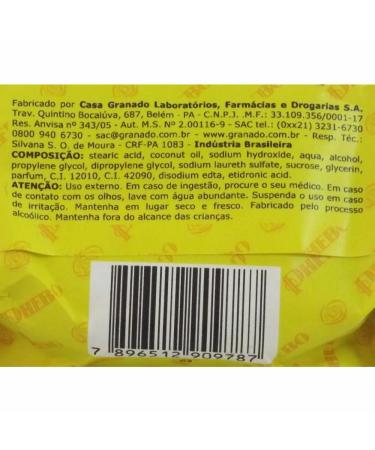 Fabricado por Casa Granado Laboratórios, Farmácias e Drogarias S.A.
Trav. Quintino Bocaiúva, 687, Belém - PA - C.N.P.J. .M.F.: 33.109.356/0001-17
Res. Anvisa nº 343/05 - Aut. M.S. Nº 2.00116-9 - SAC tel.: (0xx21) 3231-6730
0800 940 6730 - sac@granado.com.br - www.granado.com.br - Resp. Téc.:
Silvana S. O. de Moura - CRF-PA 1083 - Indústria Brasileira
COMPOSIÇÃO: stearic acid, coconut oil, sodium hydroxide, aqua, alcohol,
propylene glycol, dipropylene glycol, sodium laureth sulfate, sucrose, glycerin,
parfum, C.I. 12010, C.I. 42090, disodium edta, etidronic acid.
ATENÇÃO: Uso externo. Em caso de ingestão, procure o seu médico. Em caso
de contato com os olhos, lave com água abundante. Suspenda o uso em caso
de irritação. Mantenha em lugar seco e fresco. Fabricado pelo processo
alcoólico. Mantenha fora do alcance das crianças.
PHEBO
PHEBO
7 896512 909787